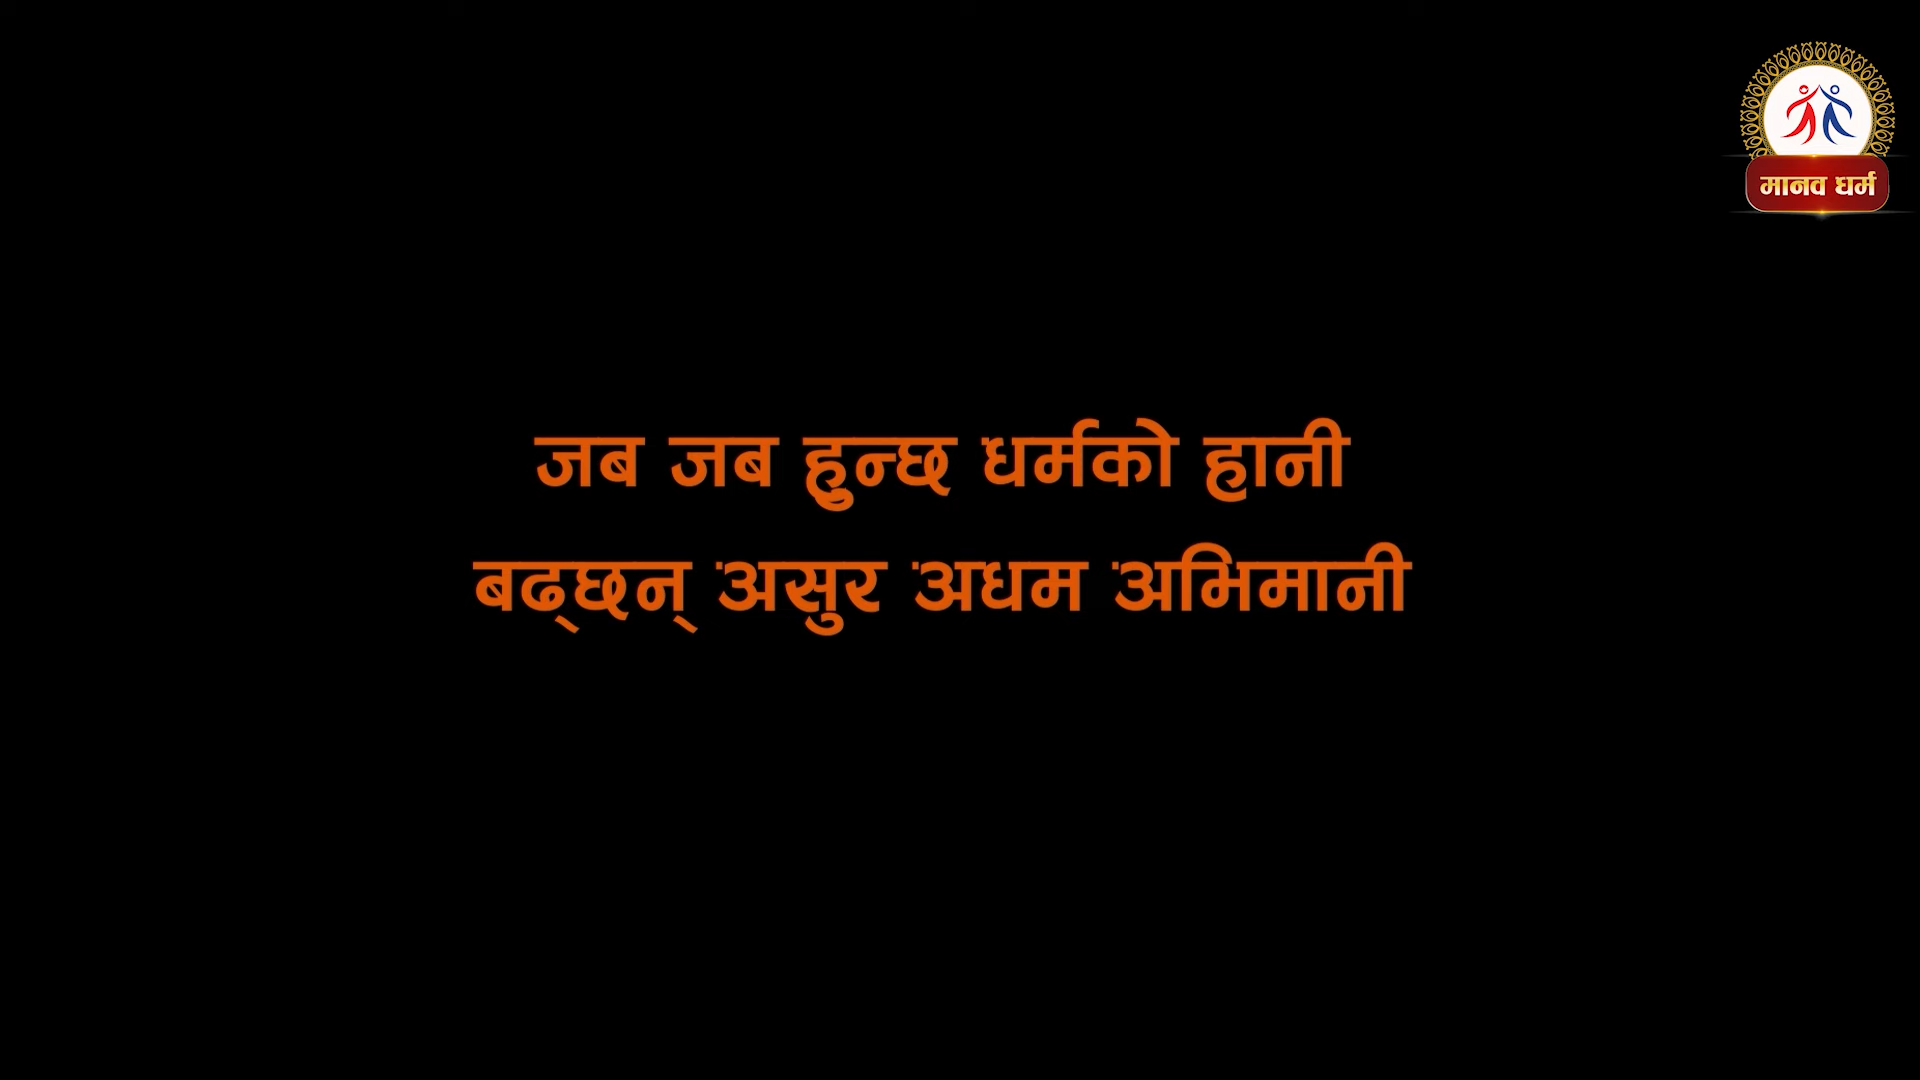 मानव धर्म
जब जब हुन्छ धर्मको हानी
बढ्छन् असुर अधम अभिमानी